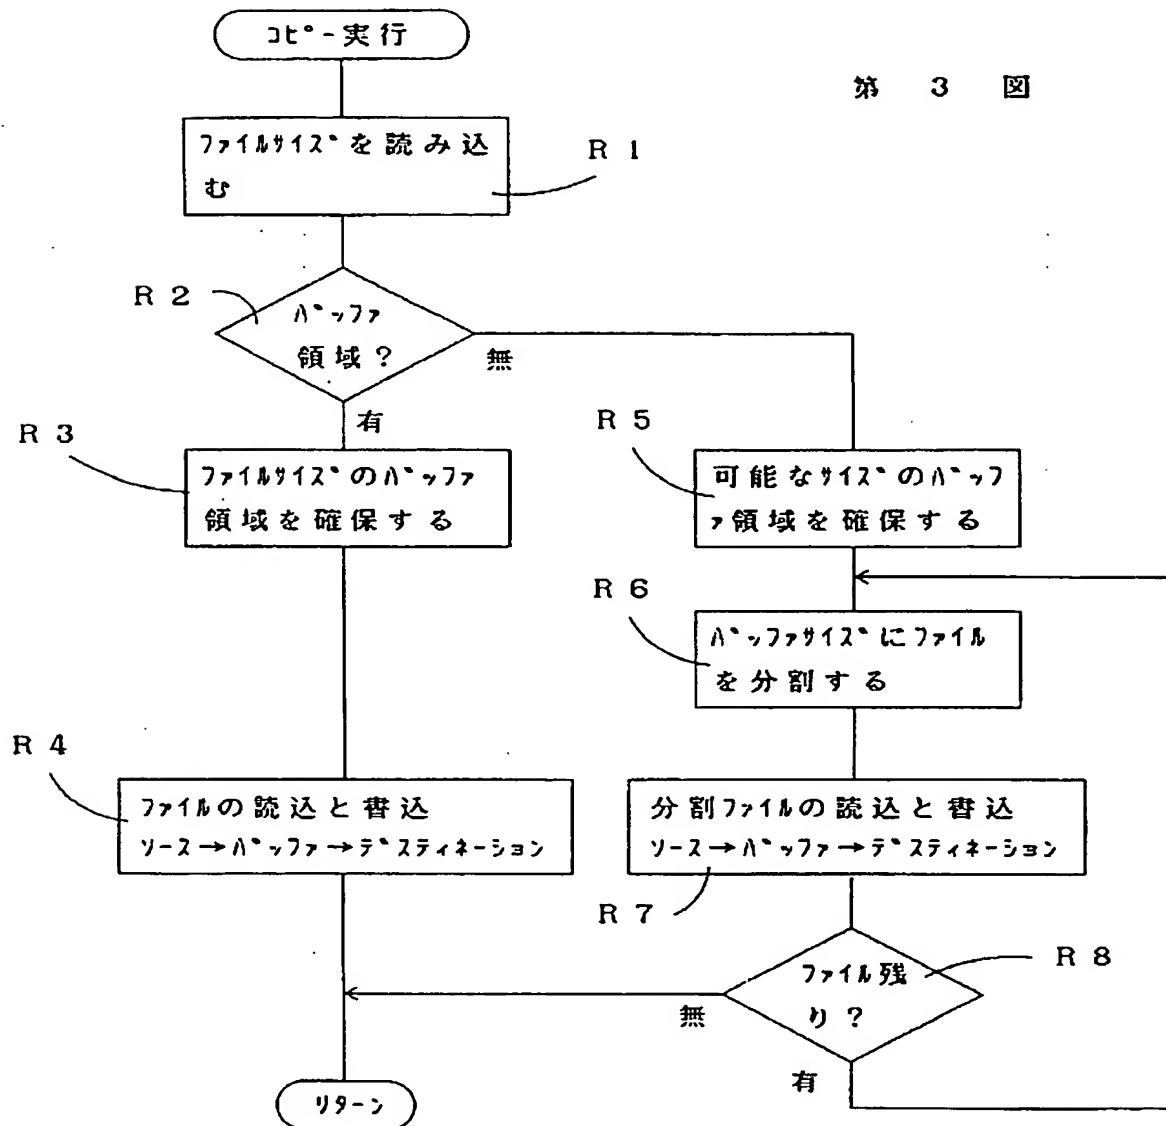 コピー実行
第 3 図
ファイルサイズを読み込
む
R 1
R 2
バッファ
領域?
無
有
R 3
ファイルサイズのバッファ
領域を確保する
R 5
可能なサイズのバッフ
ァ領域を確保する
R 6
バッファサイズにファイル
を分割する
R 4
ファイルの読込と書込
ソース→バッファ→デスティネーション
分割ファイルの読込と書込
ソース→バッファ→デスティネーション
R 7
ファイル残
り?
R 8
無
有
リターン